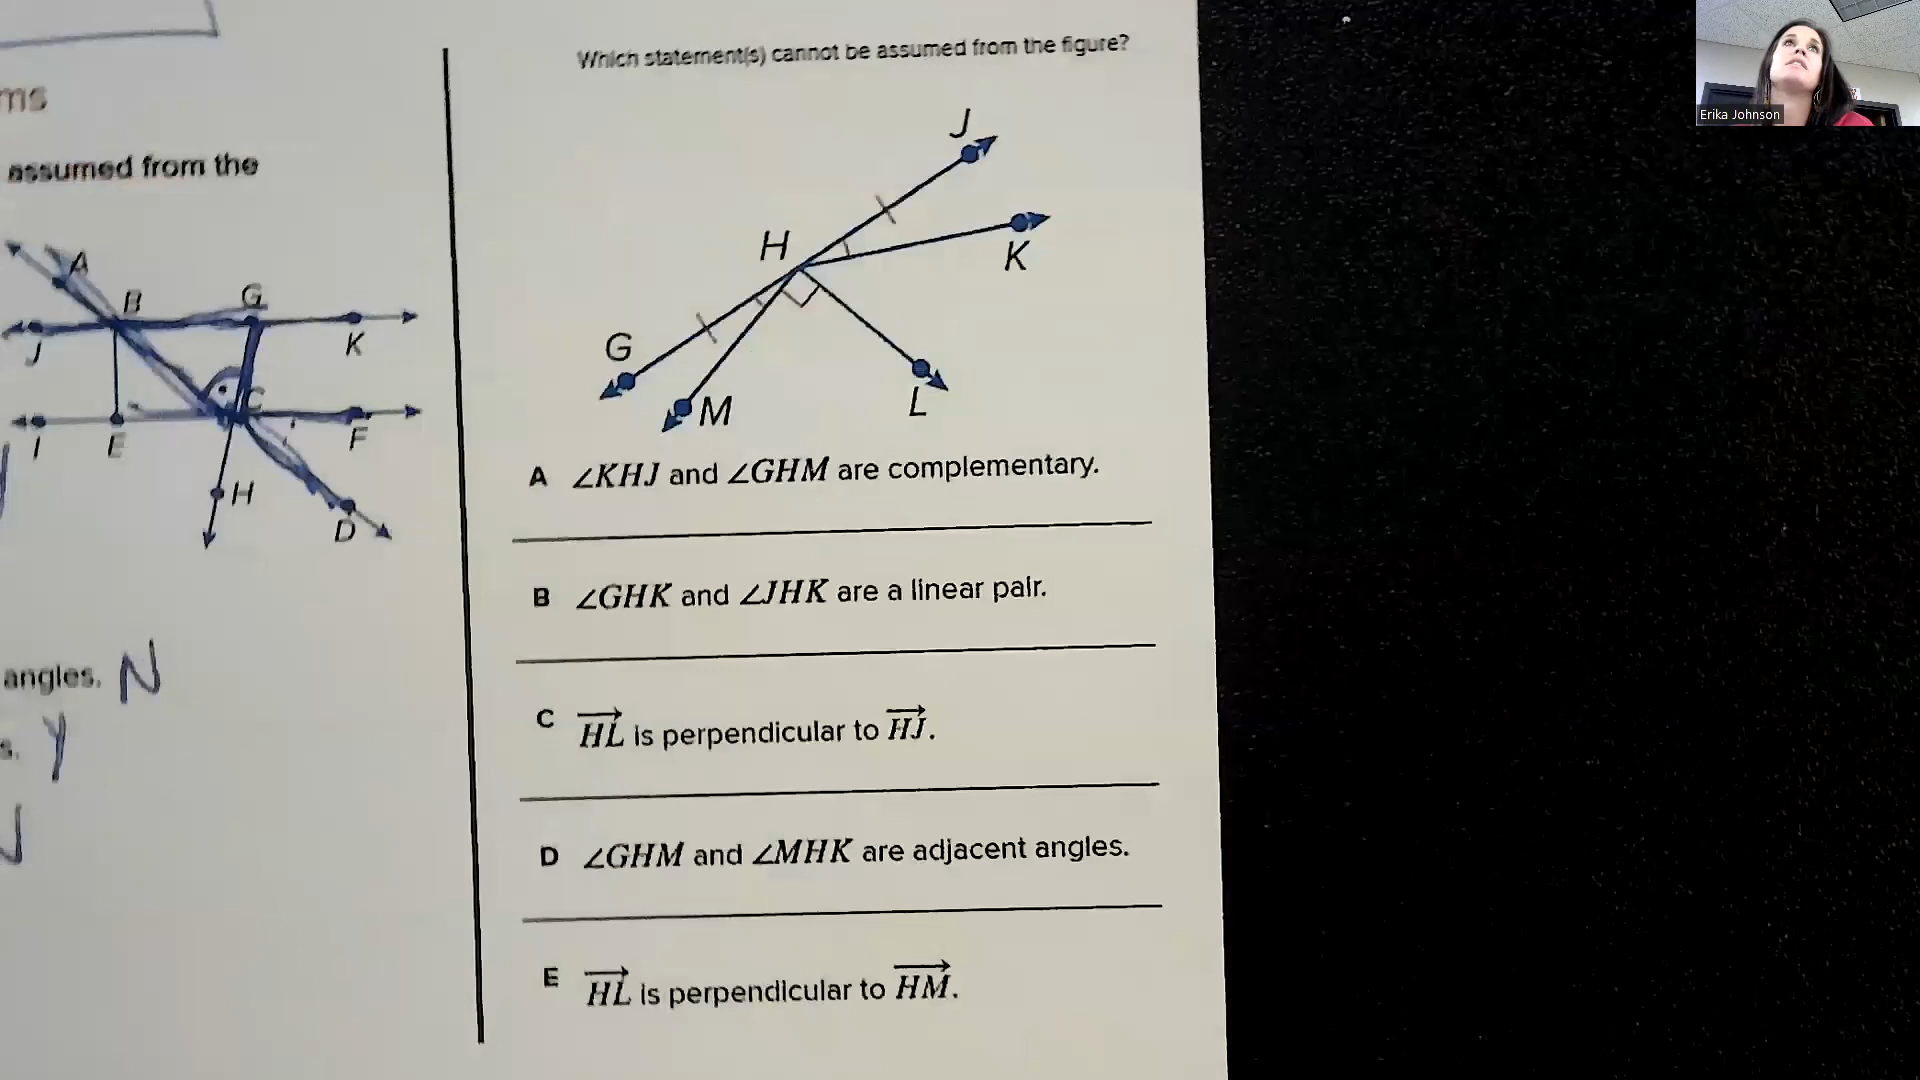 ms
assumed from the
A
B
G
J
K
C
I
E
F
H
D
angles. N
s. Y
Which statement(s) cannot be assumed from the figure?
J
H
K
G
M
L
A ∠KHJ and ∠GHM are complementary.
B ∠GHK and ∠JHK are a linear pair.
C HL is perpendicular to HJ.
D ∠GHM and ∠MHK are adjacent angles.
E HL is perpendicular to HM.
Erika Johnson